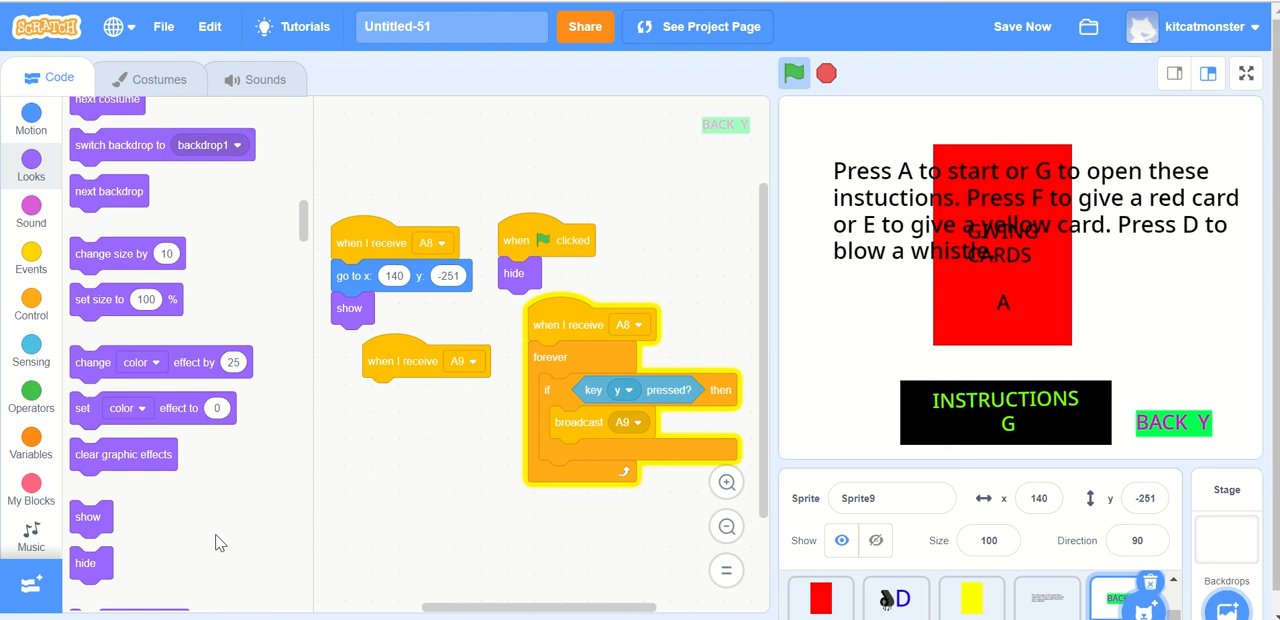 SCRATCH File Edit Tutorials Untitled-51 Share See Project Page Save Now kitcatmonster
Code Costumes Sounds
Motion
Looks
Sound
Events
Control
Sensing
Operators
Variables
My Blocks
Music
next costume
switch backdrop to backdrop1
next backdrop
change size by 10
set size to 100 %
change color effect by 25
set color effect to 0
clear graphic effects
show
hide
BACK Y
when I receive A8
go to x: 140 y: -251
show
when I receive A9
when clicked
hide
when I receive A8
forever
if key y pressed? then
broadcast A9
Press A to start or G to open these
instuctions. Press F to give a red card
or E to give a yellow card. Press D to
blow a whistle.
GIVING
CARDS
A
INSTRUCTIONS
G
BACK Y
Sprite Sprite9 x 140 y -251
Show Size 100 Direction 90
Stage
Backdrops
D